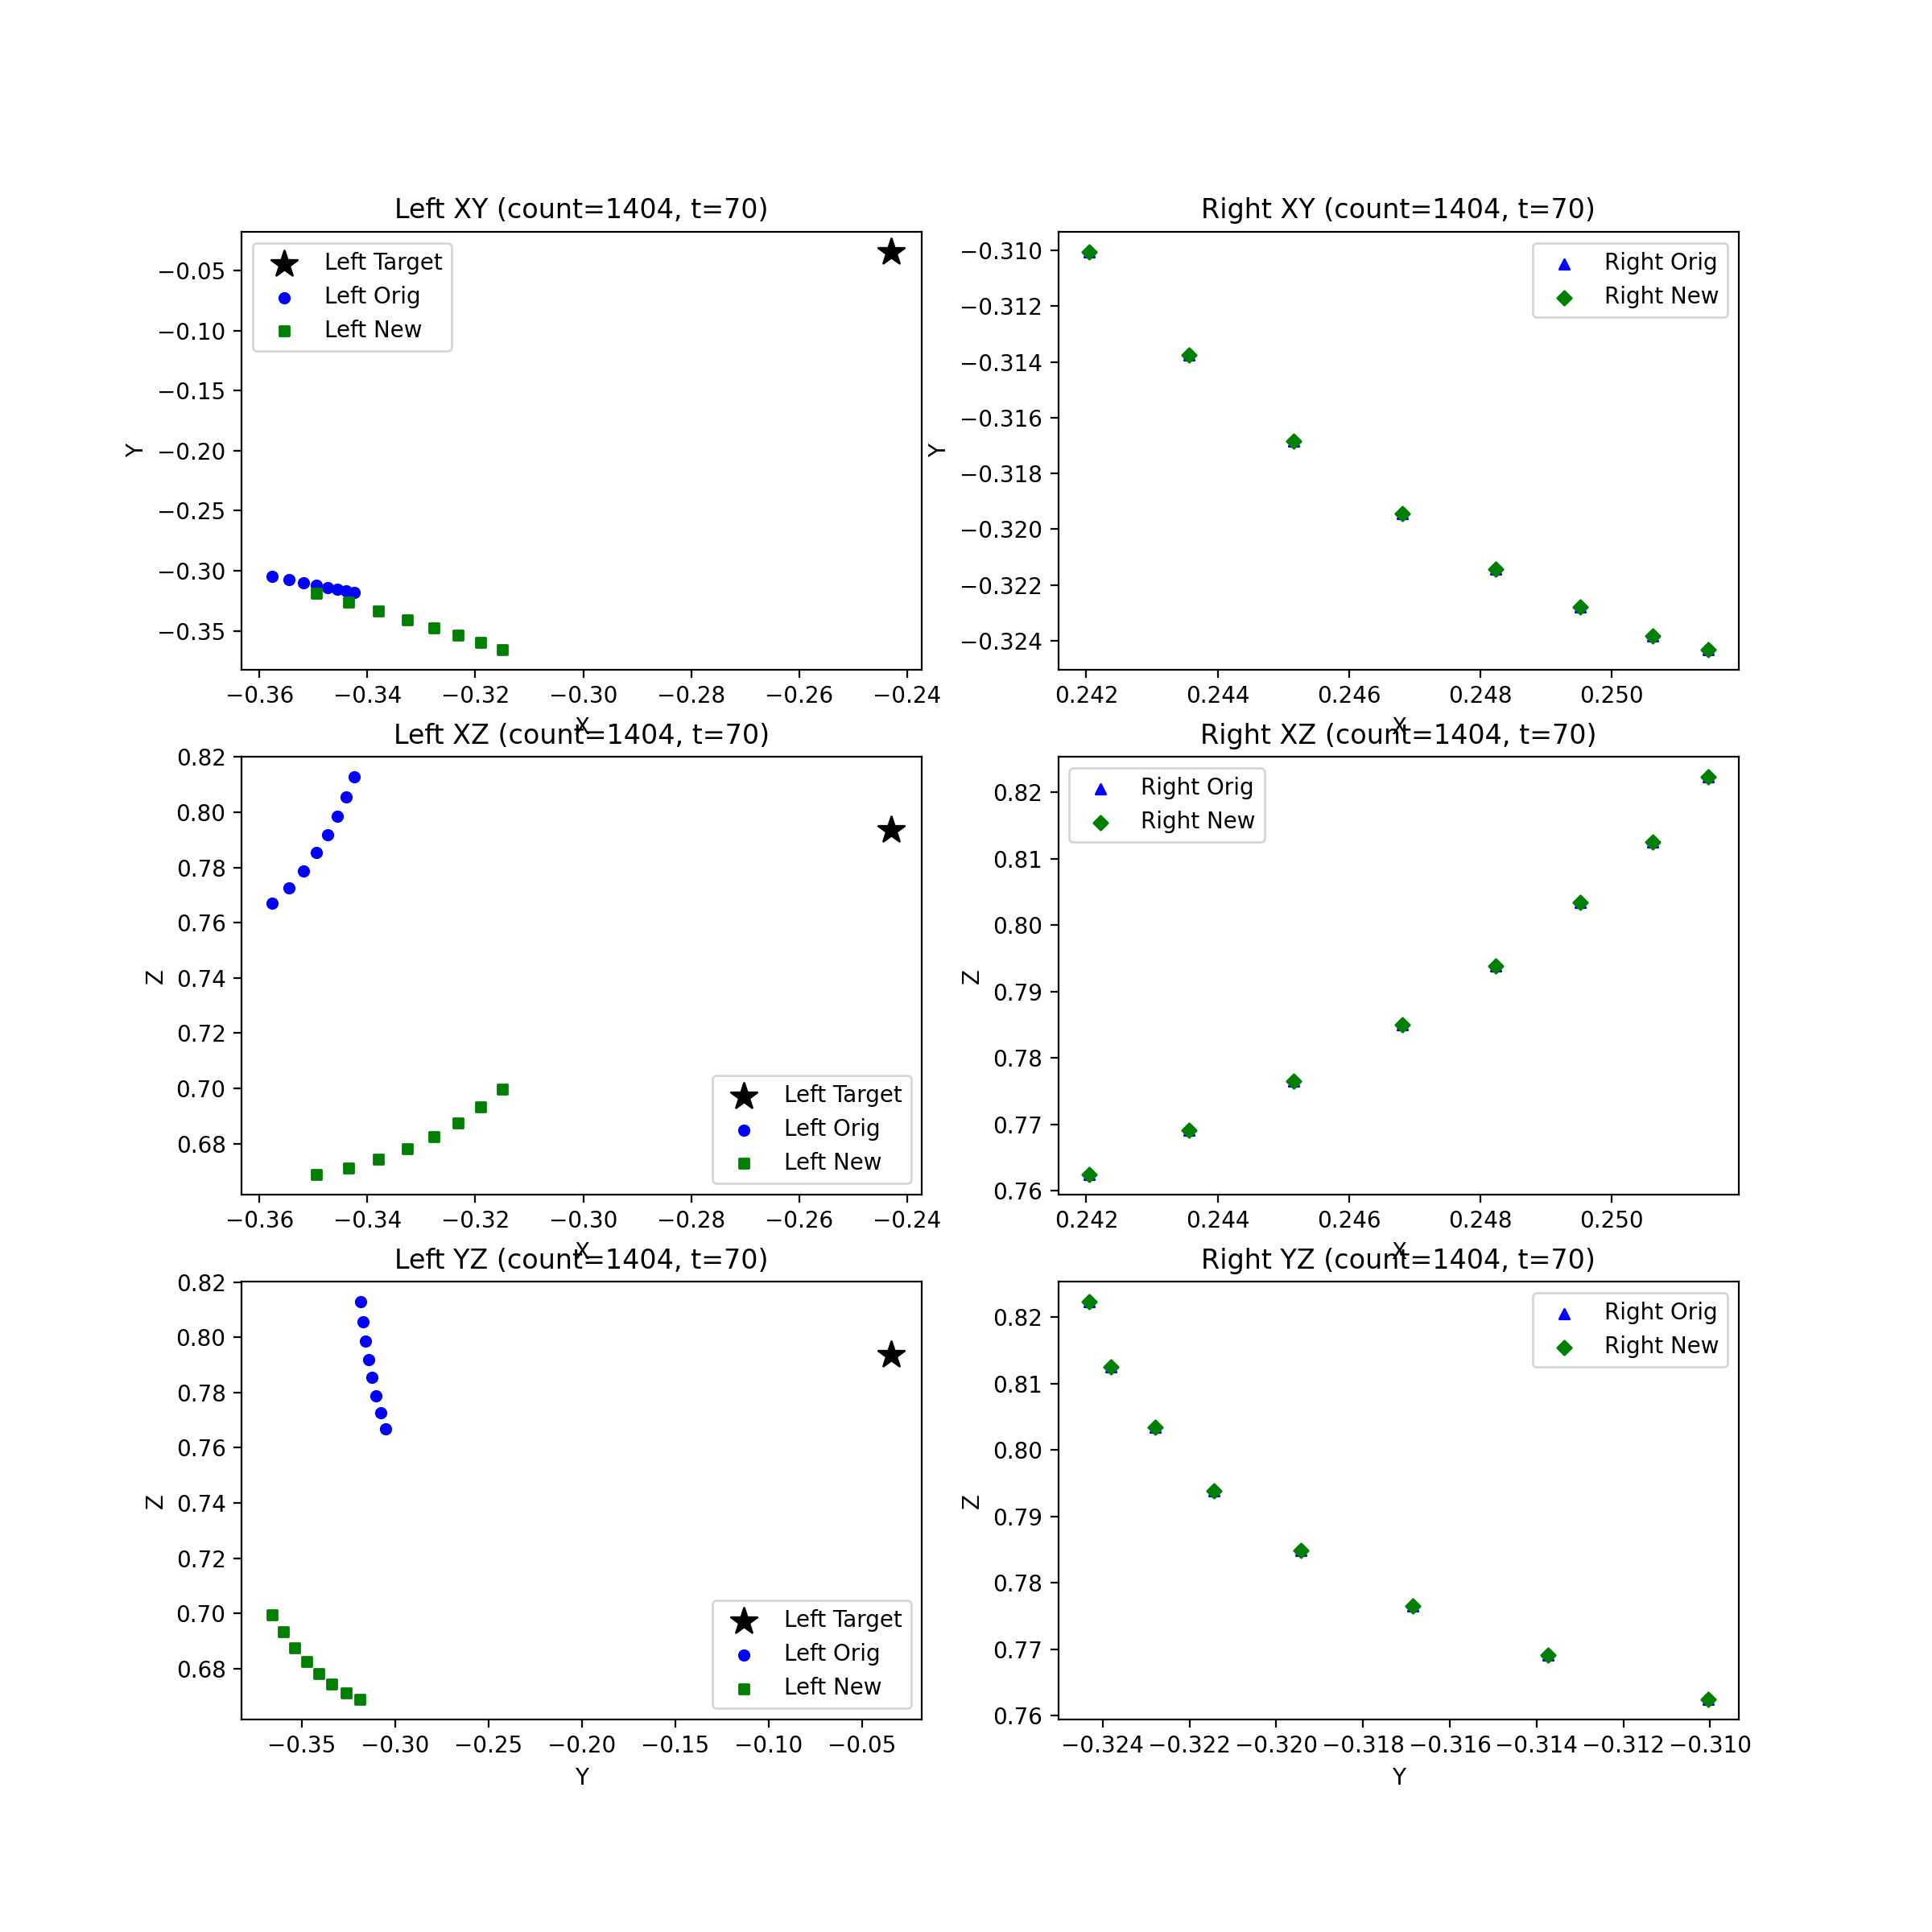 Left XY (count=1404, t=70)
Left Target
Left Orig
Left New
−0.05
−0.10
−0.15
−0.20
−0.25
−0.30
−0.35
Y
−0.36 −0.34 −0.32 −0.30 −0.28 −0.26 −0.24
X
Right XY (count=1404, t=70)
Right Orig
Right New
−0.310
−0.312
−0.314
−0.316
−0.318
−0.320
−0.322
−0.324
Y
0.242 0.244 0.246 0.248 0.250
X
Left XZ (count=1404, t=70)
0.82
0.80
0.78
0.76
0.74
0.72
0.70
0.68
Z
Left Target
Left Orig
Left New
−0.36 −0.34 −0.32 −0.30 −0.28 −0.26 −0.24
X
Right XZ (count=1404, t=70)
Right Orig
Right New
0.82
0.81
0.80
0.79
0.78
0.77
0.76
Z
0.242 0.244 0.246 0.248 0.250
X
Left YZ (count=1404, t=70)
0.82
0.80
0.78
0.76
0.74
0.72
0.70
0.68
Z
Left Target
Left Orig
Left New
−0.35 −0.30 −0.25 −0.20 −0.15 −0.10 −0.05
Y
Right YZ (count=1404, t=70)
Right Orig
Right New
0.82
0.81
0.80
0.79
0.78
0.77
0.76
Z
−0.324 −0.322 −0.320 −0.318 −0.316 −0.314 −0.312 −0.310
Y